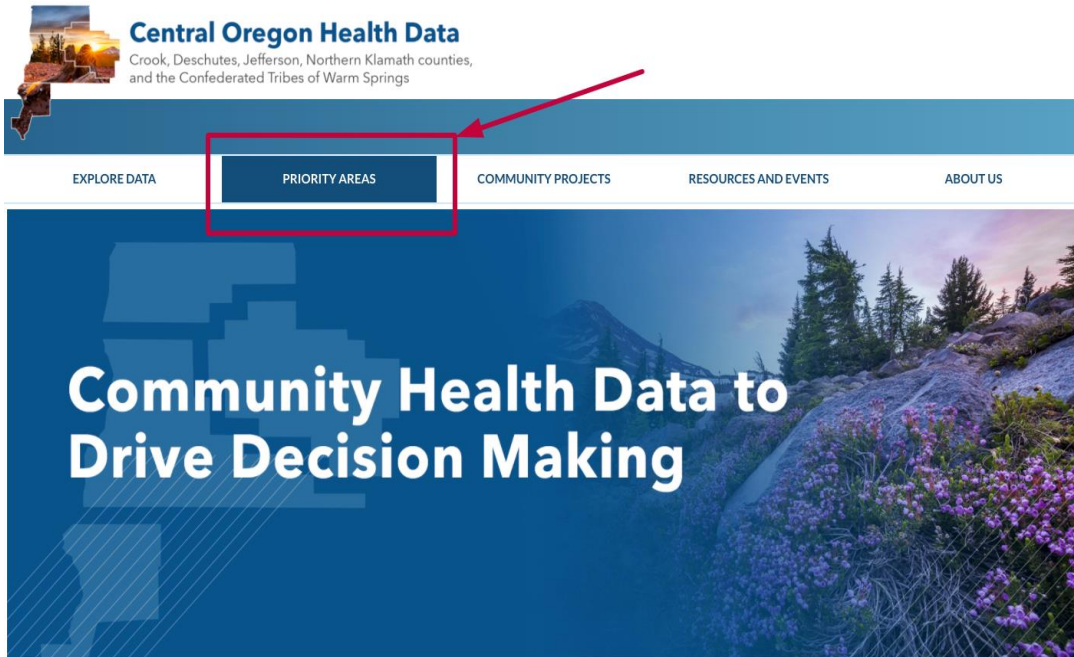 Central Oregon Health Data
Crook, Deschutes, Jefferson, Northern Klamath counties,
and the Confederated Tribes of Warm Springs
EXPLORE DATA
PRIORITY AREAS
COMMUNITY PROJECTS
RESOURCES AND EVENTS
ABOUT US
Community Health Data to
Drive Decision Making